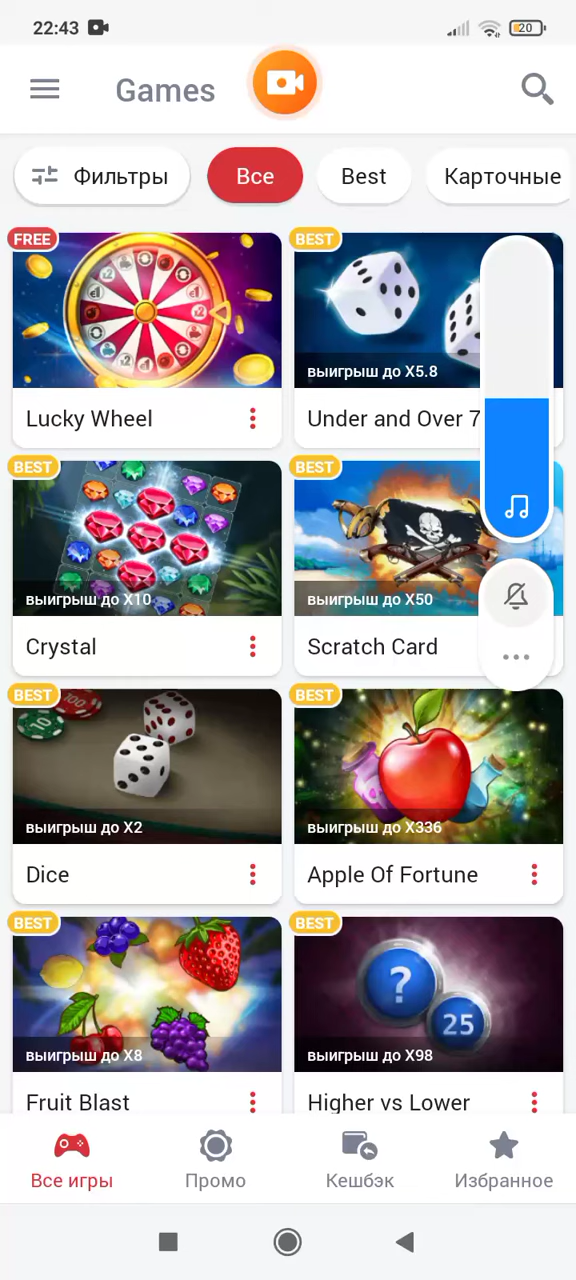 22:43
20
Games
Фильтры
Все
Best
Карточные
FREE
BEST
выигрыш до X5.8
Lucky Wheel
Under and Over 7
BEST
BEST
выигрыш до X10
выигрыш до X50
Crystal
Scratch Card
BEST
BEST
10
100
выигрыш до X2
выигрыш до X336
Dice
Apple Of Fortune
BEST
BEST
?
25
выигрыш до X8
выигрыш до X98
Fruit Blast
Higher vs Lower
Все игры
Промо
Кешбэк
Избранное